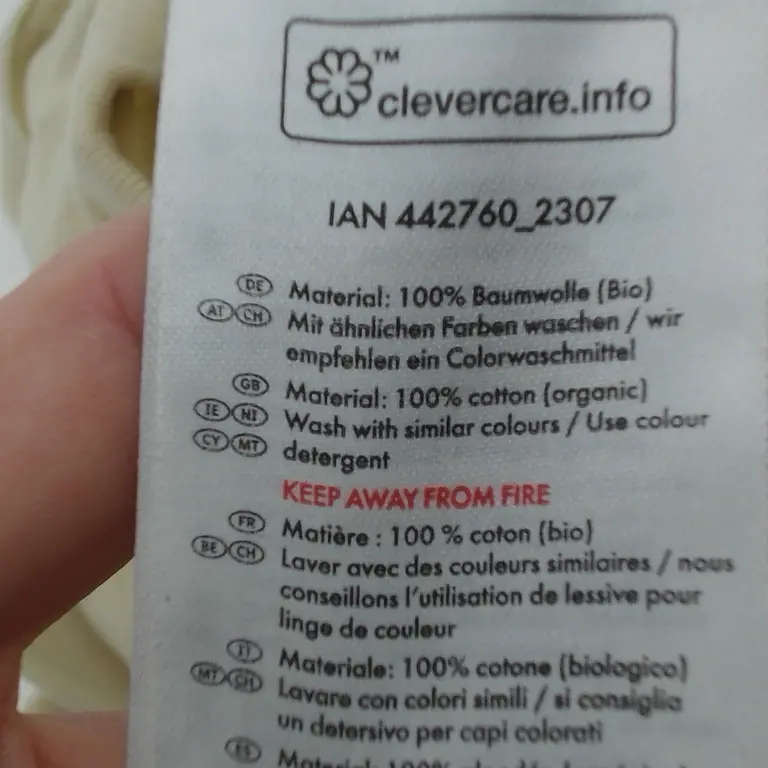 ™
clevercare.info
IAN 442760_2307
DE Material: 100% Baumwolle (Bio)
AT CH Mit ähnlichen Farben waschen / wir
empfehlen ein Colorwaschmittel
GB Material: 100% cotton (organic)
IE NI Wash with similar colours / Use colour
CY MT detergent
KEEP AWAY FROM FIRE
FR Matière : 100 % coton (bio)
BE CH Laver avec des couleurs similaires / nous
conseillons l'utilisation de lessive pour
linge de couleur
IT Materiale: 100% cotone (biologico)
MT CH Lavare con colori simili / si consiglia
un detersivo per capi colorati
ES Material: 100%